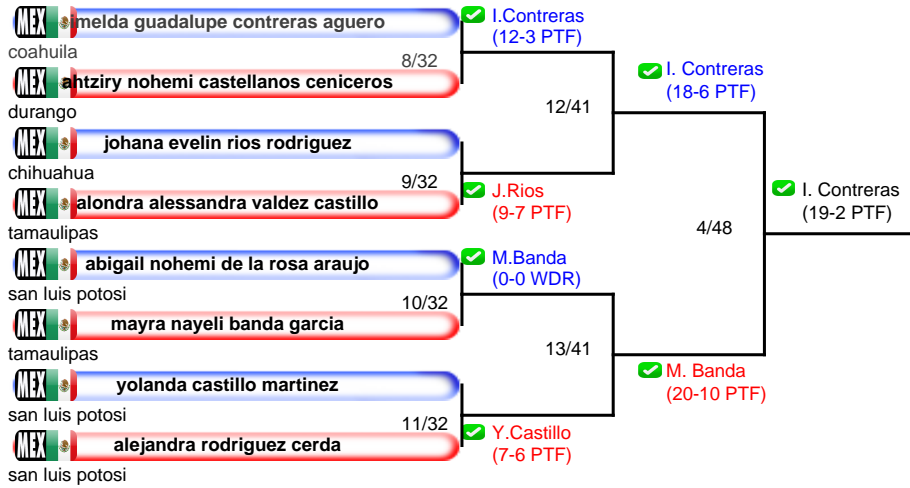 MEX imelda guadalupe contreras aguero
coahuila
8/32
MEX ahtziry nohemi castellanos ceniceros
durango
I.Contreras
(12-3 PTF)
MEX johana evelin rios rodriguez
chihuahua
9/32
MEX alondra alessandra valdez castillo
tamaulipas
J.Rios
(9-7 PTF)
12/41
I. Contreras
(18-6 PTF)
MEX abigail nohemi de la rosa araujo
san luis potosi
10/32
MEX mayra nayeli banda garcia
tamaulipas
M.Banda
(0-0 WDR)
MEX yolanda castillo martinez
san luis potosi
11/32
MEX alejandra rodriguez cerda
san luis potosi
Y.Castillo
(7-6 PTF)
13/41
M. Banda
(20-10 PTF)
4/48
I. Contreras
(19-2 PTF)